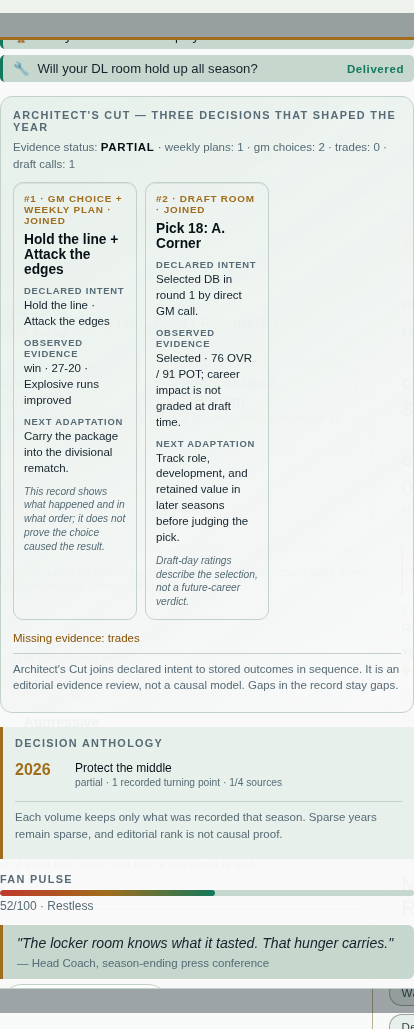 🔧 Will your DL room hold up all season? Delivered
ARCHITECT'S CUT — THREE DECISIONS THAT SHAPED THE
YEAR
Evidence status: PARTIAL · weekly plans: 1 · gm choices: 2 · trades: 0 ·
draft calls: 1
#1 · GM CHOICE +
WEEKLY PLAN ·
JOINED
Hold the line +
Attack the
edges
DECLARED INTENT
Hold the line ·
Attack the edges
OBSERVED
EVIDENCE
win · 27-20 ·
Explosive runs
improved
NEXT ADAPTATION
Carry the package
into the divisional
rematch.
This record shows
what happened and in
what order; it does not
prove the choice
caused the result.
#2 · DRAFT ROOM
· JOINED
Pick 18: A.
Corner
DECLARED INTENT
Selected DB in
round 1 by direct
GM call.
OBSERVED
EVIDENCE
Selected · 76 OVR
/ 91 POT; career
impact is not
graded at draft
time.
NEXT ADAPTATION
Track role,
development, and
retained value in
later seasons
before judging the
pick.
Draft-day ratings
describe the selection,
not a future-career
verdict.
Missing evidence: trades
Architect's Cut joins declared intent to stored outcomes in sequence. It is an
editorial evidence review, not a causal model. Gaps in the record stay gaps.
Aggressive
DECISION ANTHOLOGY
2026 Protect the middle
partial · 1 recorded turning point · 1/4 sources
Each volume keeps only what was recorded that season. Sparse years
remain sparse, and editorial rank is not causal proof.
FAN PULSE
52/100 · Restless
"The locker room knows what it tasted. That hunger carries."
— Head Coach, season-ending press conference